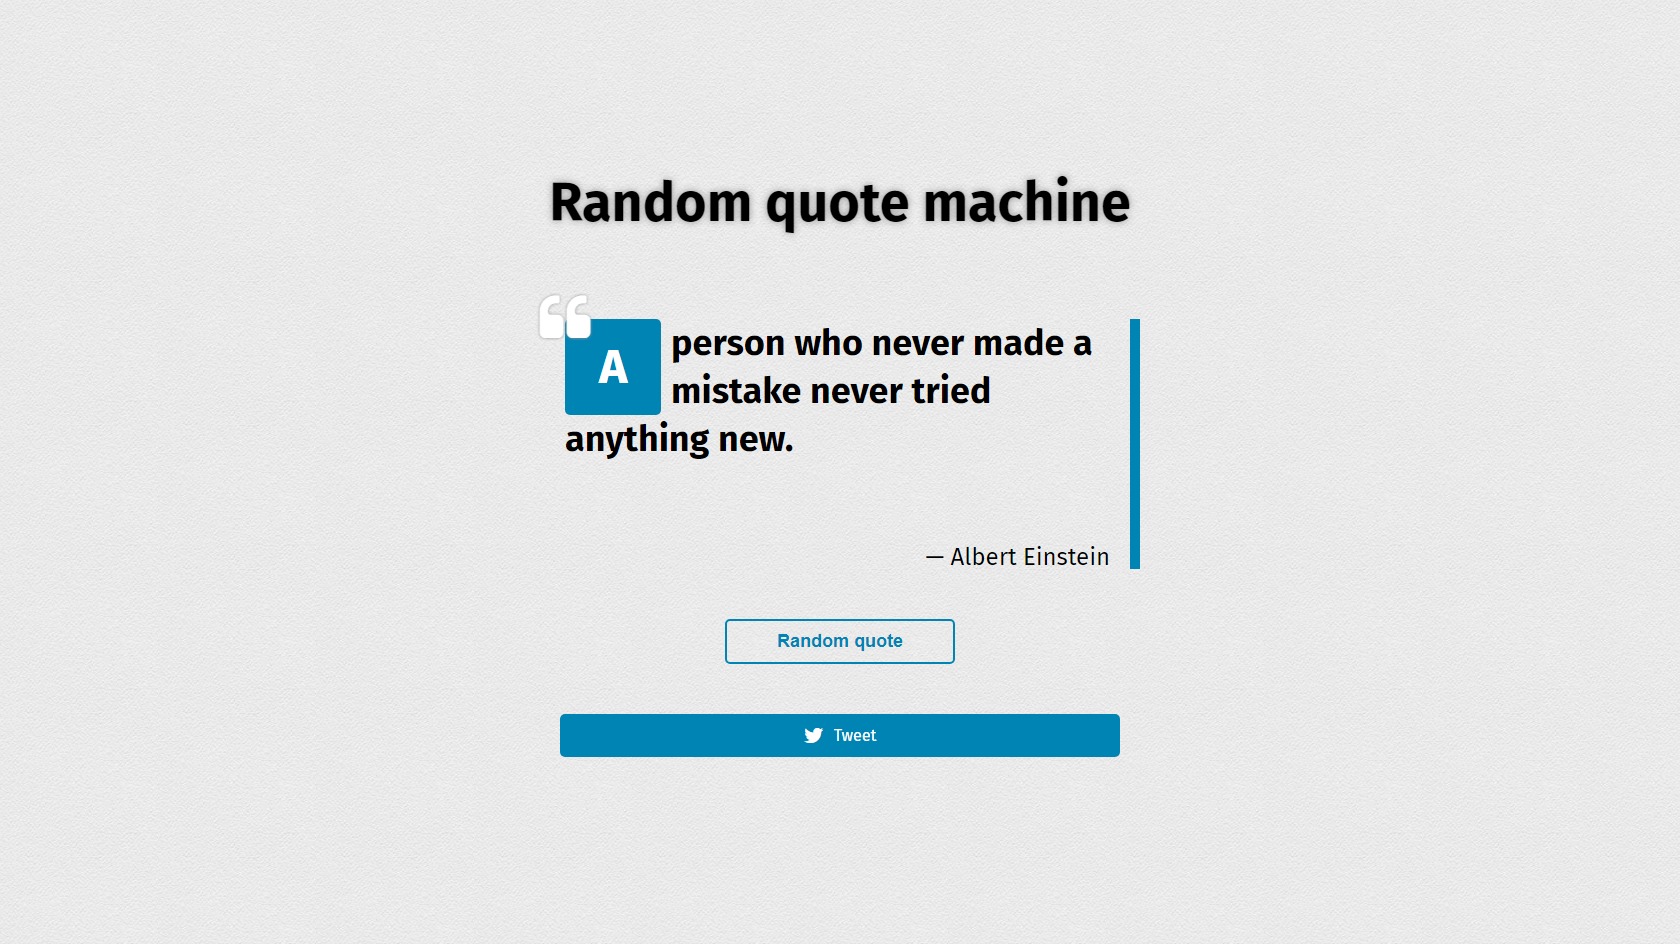 Random quote machine
A person who never made a
mistake never tried
anything new.
— Albert Einstein
Random quote
Tweet